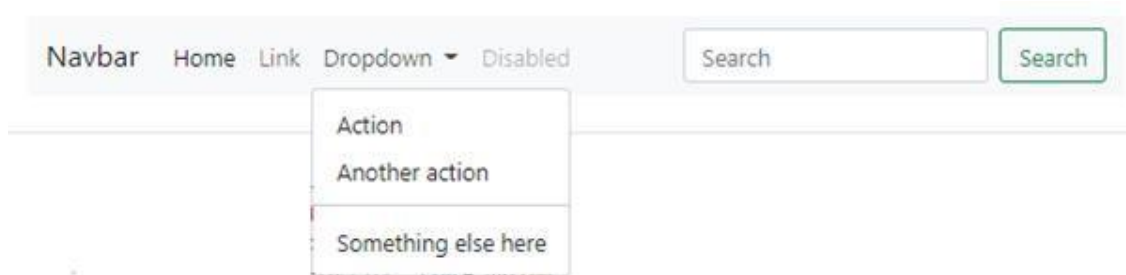 Navbar Home Link Dropdown Disabled Search Search
Action
Another action
Something else here